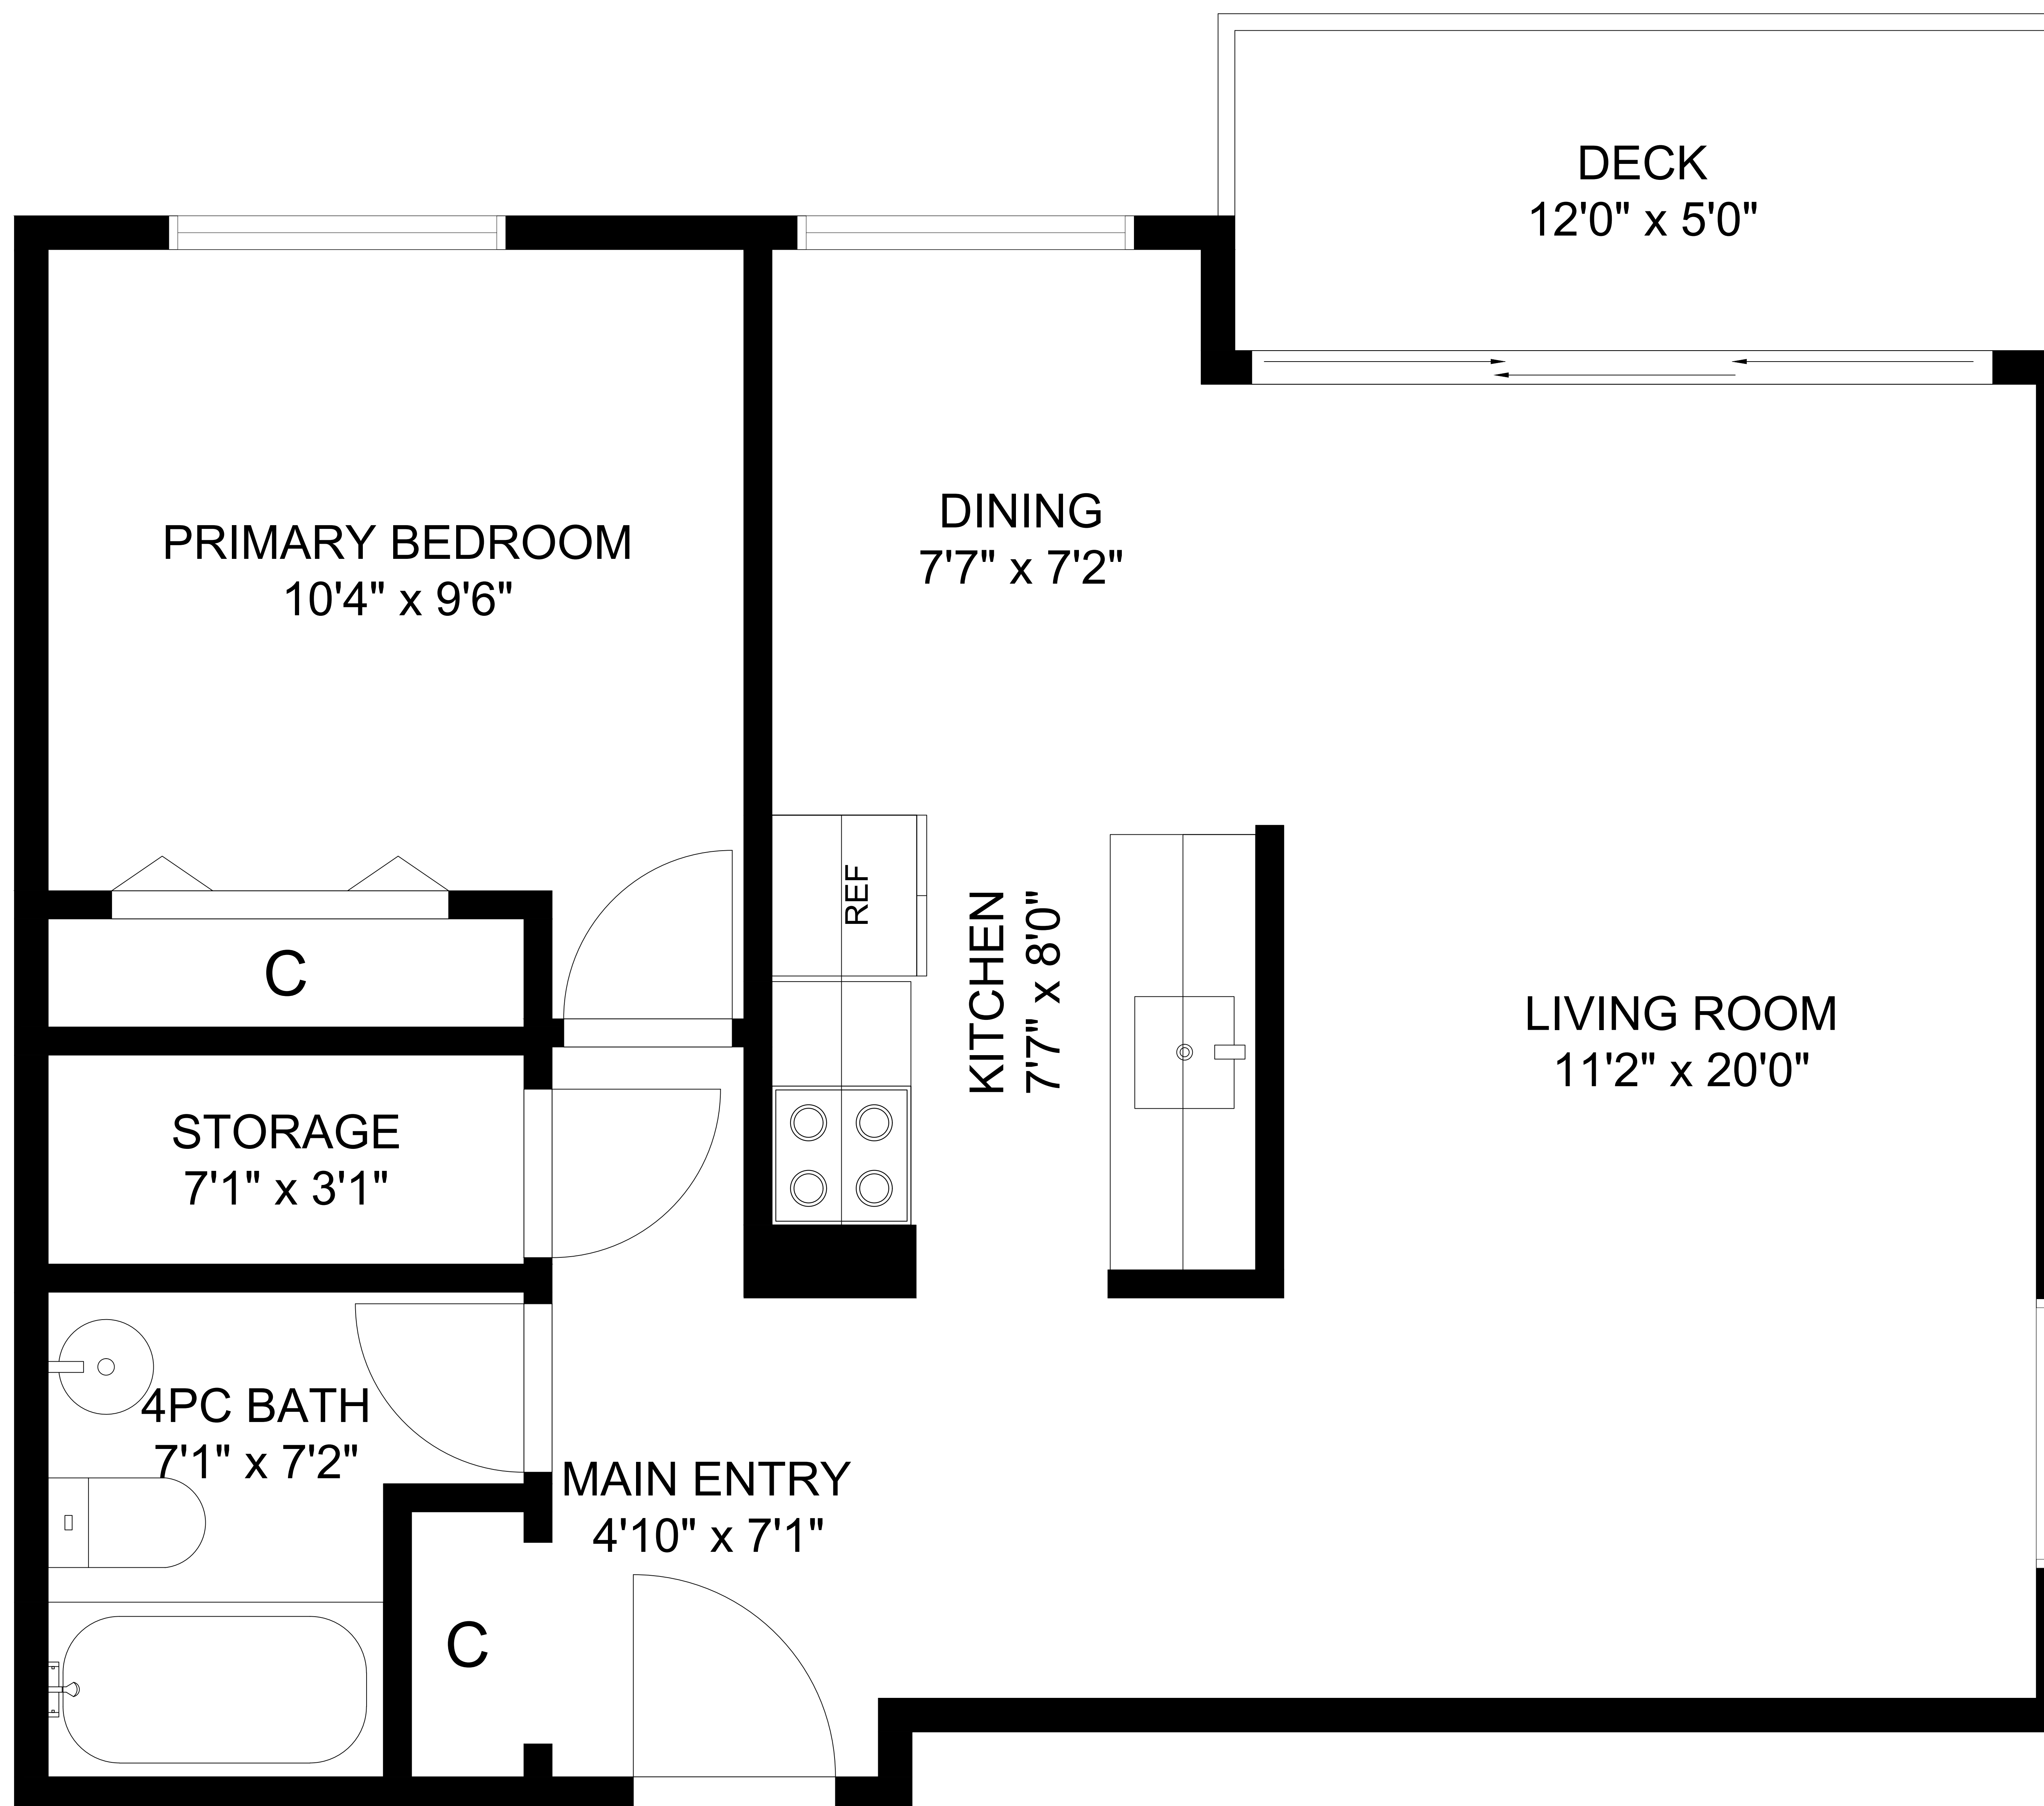 DECK
12'0" x 5'0"
DINING
7'7" x 7'2"
PRIMARY BEDROOM
10'4" x 9'6"
REF
KITCHEN
7'7" x 8'0"
C
LIVING ROOM
11'2" x 20'0"
STORAGE
7'1" x 3'1"
4PC BATH
7'1" x 7'2"
MAIN ENTRY
4'10" x 7'1"
C